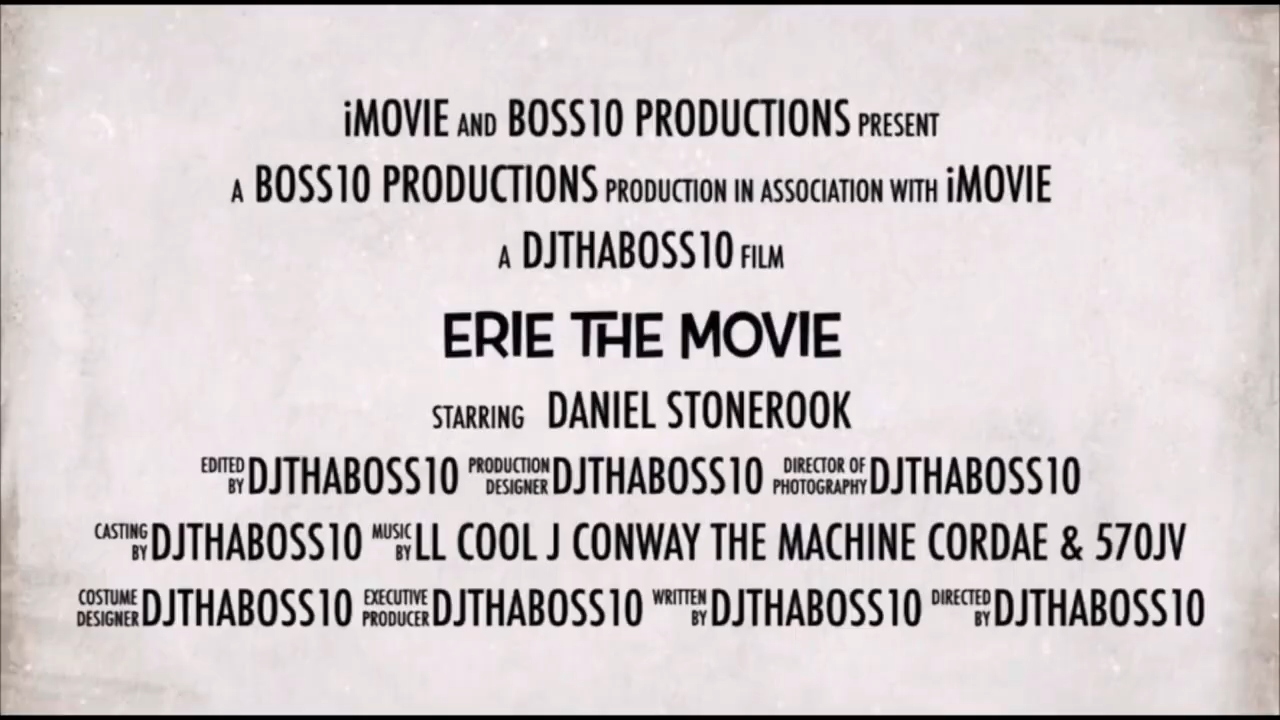 iMOVIE AND BOSS10 PRODUCTIONS PRESENT
A BOSS10 PRODUCTIONS PRODUCTION IN ASSOCIATION WITH iMOVIE
A DJTHABOSS10 FILM
ERIE THE MOVIE
STARRING DANIEL STONEROOK
EDITED BY DJTHABOSS10 PRODUCTION DESIGNER DJTHABOSS10 DIRECTOR OF PHOTOGRAPHY DJTHABOSS10
CASTING BY DJTHABOSS10 MUSIC BY LL COOL J CONWAY THE MACHINE CORDAE & 570JV
COSTUME DESIGNER DJTHABOSS10 EXECUTIVE PRODUCER DJTHABOSS10 WRITTEN BY DJTHABOSS10 DIRECTED BY DJTHABOSS10